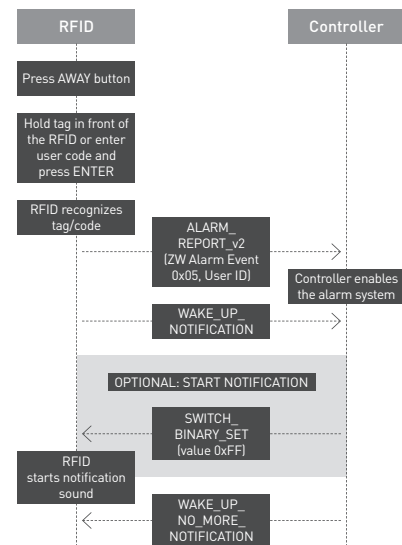 RFID
Controller
Press AWAY button
Hold tag in front of
the RFID or enter
user code and
press ENTER
RFID recognizes
tag/code
ALARM_
REPORT_v2
(ZW Alarm Event
0x05, User ID)
Controller enables
the alarm system
WAKE_UP_
NOTIFICATION
OPTIONAL: START NOTIFICATION
SWITCH_
BINARY_SET
(value 0xFF)
RFID
starts notification
sound
WAKE_UP_
NO_MORE_
NOTIFICATION